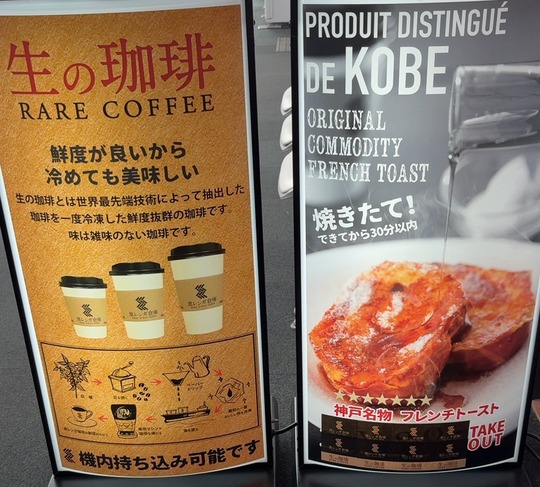 生の珈琲
RARE COFFEE
鮮度が良いから
冷めても美味しい
生の珈琲とは世界最先端技術によって抽出した
珈琲を一度冷凍した鮮度抜群の珈琲です。
味は雑味のない珈琲です。
機内持ち込み可能です
PRODUIT DISTINGUÉ
DE KOBE
ORIGINAL
COMMODITY
FRENCH TOAST
焼きたて!
できてから30分以内
神戸名物 フレンチトースト
TAKE
OUT